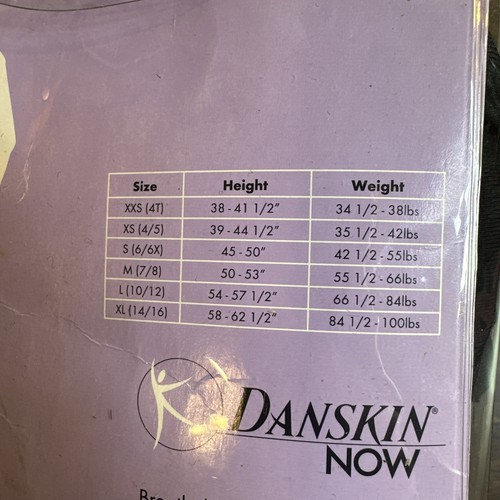 Size Height Weight
XXS (4T) 38 - 41 1/2" 34 1/2 - 38lbs
XS (4/5) 39 - 44 1/2" 35 1/2 - 42lbs
S (6/6X) 45 - 50" 42 1/2 - 55lbs
M (7/8) 50 - 53" 55 1/2 - 66lbs
L (10/12) 54 - 57 1/2" 66 1/2 - 84lbs
XL (14/16) 58 - 62 1/2" 84 1/2 - 100lbs
DANSKIN®
NOW